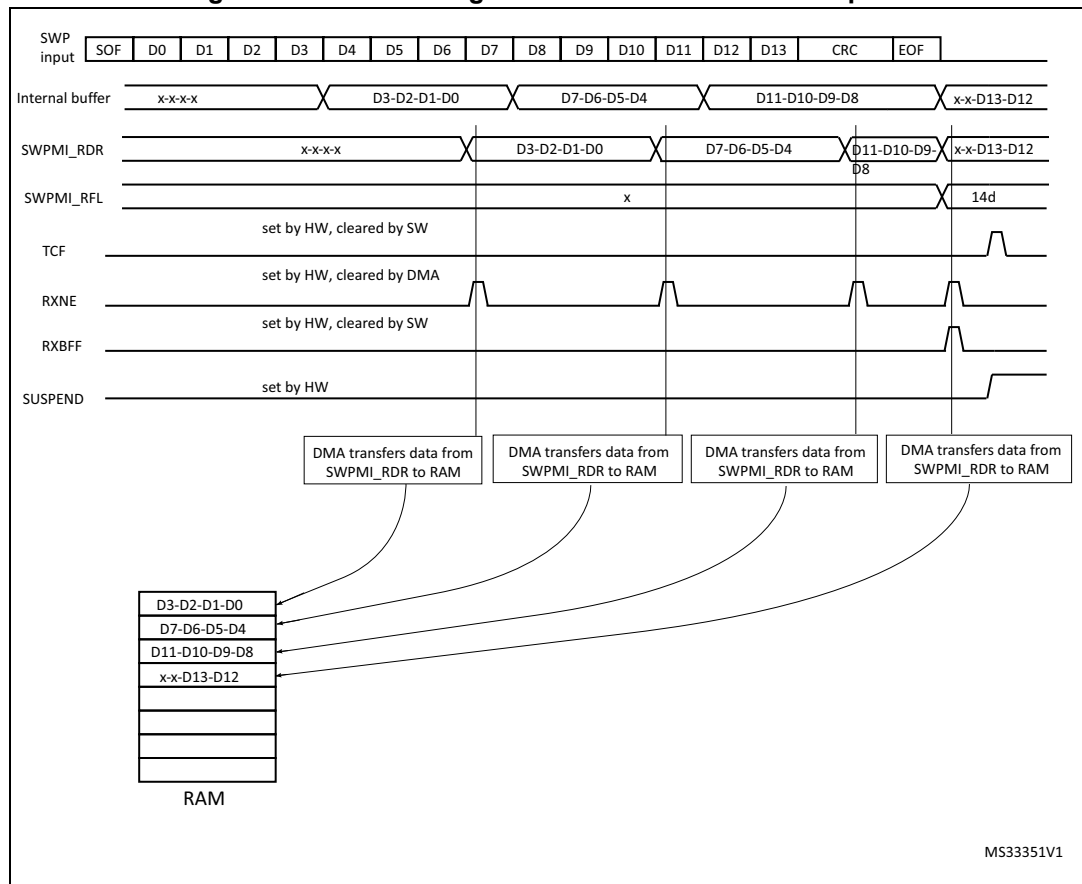 SWP
input SOF D0 D1 D2 D3 D4 D5 D6 D7 D8 D9 D10 D11 D12 D13 CRC EOF
Internal buffer x-x-x-x D3-D2-D1-D0 D7-D6-D5-D4 D11-D10-D9-D8 x-x-D13-D12
SWPMI_RDR x-x-x-x D3-D2-D1-D0 D7-D6-D5-D4 D11-D10-D9-
D8
x-x-D13-D12
SWPMI_RFL x 14d
set by HW, cleared by SW
TCF
set by HW, cleared by DMA
RXNE
set by HW, cleared by SW
RXBFF
set by HW
SUSPEND
DMA transfers data from
SWPMI_RDR to RAM
DMA transfers data from
SWPMI_RDR to RAM
DMA transfers data from
SWPMI_RDR to RAM
DMA transfers data from
SWPMI_RDR to RAM
D3-D2-D1-D0
D7-D6-D5-D4
D11-D10-D9-D8
x-x-D13-D12
RAM
MS33351V1